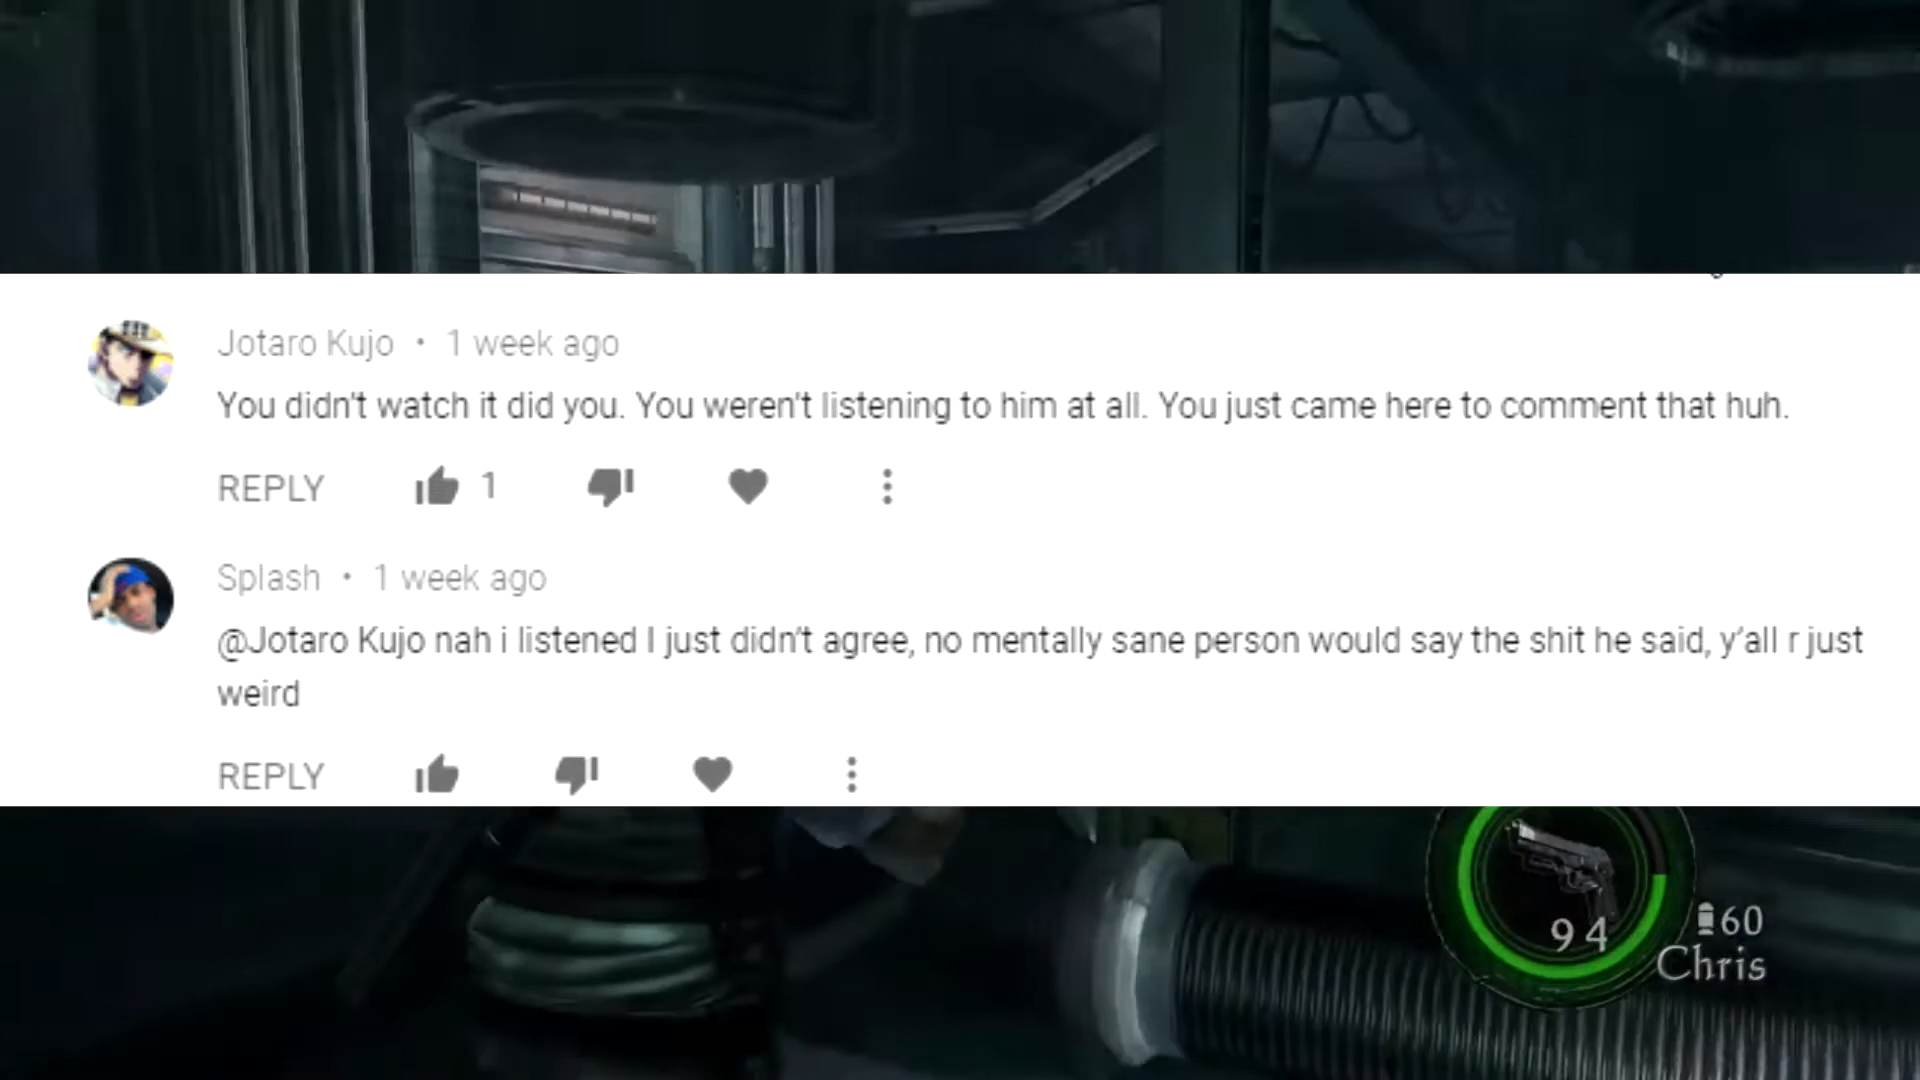 Jotaro Kujo • 1 week ago
You didn't watch it did you. You weren't listening to him at all. You just came here to comment that huh.
REPLY 1
Splash • 1 week ago
@Jotaro Kujo nah i listened I just didn’t agree, no mentally sane person would say the shit he said, y’all r just
weird
REPLY
94 60
Chris